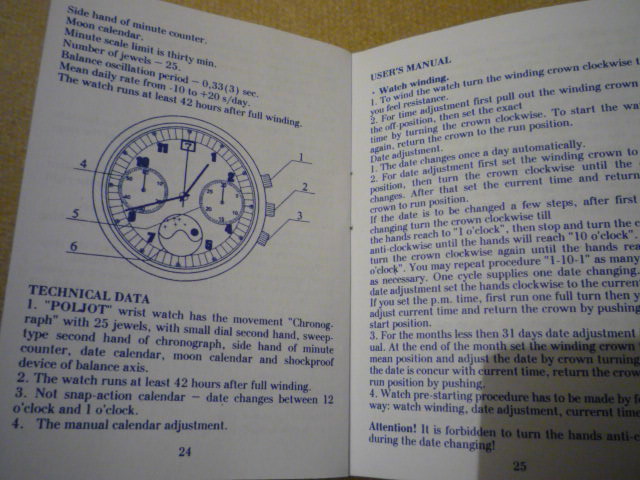 Side hand of minute counter.
Moon calendar.
Minute scale limit is thirty min.
Number of jewels – 25.
Balance oscillation period – 0,33(3) sec.
Mean daily rate from -10 to +20 s/day.
The watch runs at least 42 hours after full winding.
1
2
3
4
5
6
TECHNICAL DATA
1. "POLJOT" wrist watch has the movement "Chronog-
raph" with 25 jewels, with small dial second hand, sweep-
type second hand of chronograph, side hand of minute
counter, date calendar, moon calendar and shockproof
device of balance axis.
2. The watch runs at least 42 hours after full winding.
3. Not snap-action calendar – date changes between 12
o'clock and 1 o'clock.
4. The manual calendar adjustment.
24
USER'S MANUAL
· Watch winding.
1. To wind the watch turn the winding crown clockwise
you feel resistance.
2. For time adjustment first pull out the winding crown
the off-position, then set the exact
time by turning the crown clockwise. To start the
again, return the crown to the run position.
Date adjustment.
1. The date changes once a day automatically.
2. For date adjustment first set the winding crown to
position, then turn the crown clockwise until the
changes. After that set the current time and return
crown to run position.
If the date is to be changed a few steps, after first
changing turn the crown clockwise till
the hands reach to "1 o'clock", then stop and turn the
anti-clockwise until the hands will reach "10 o'clock".
turn the crown clockwise again until the hands
o'clock". You may repeat procedure "1-10-1" as many
as necessary. One cycle supplies one date changing.
date adjustment set the hands clockwise to the current
If you set the p.m. time, first run one full turn then
adjust current time and return the crown by pushing
start position.
3. For the months less then 31 days date adjustment
ual. At the end of the month set the winding crown
mean position and adjust the date by crown turning
the date is concur with current time, return the
run position by pushing.
4. Watch pre-starting procedure has to be made by
way: watch winding, date adjustment, currernt
Attention! It is forbidden to turn the hands
during the date changing!
25